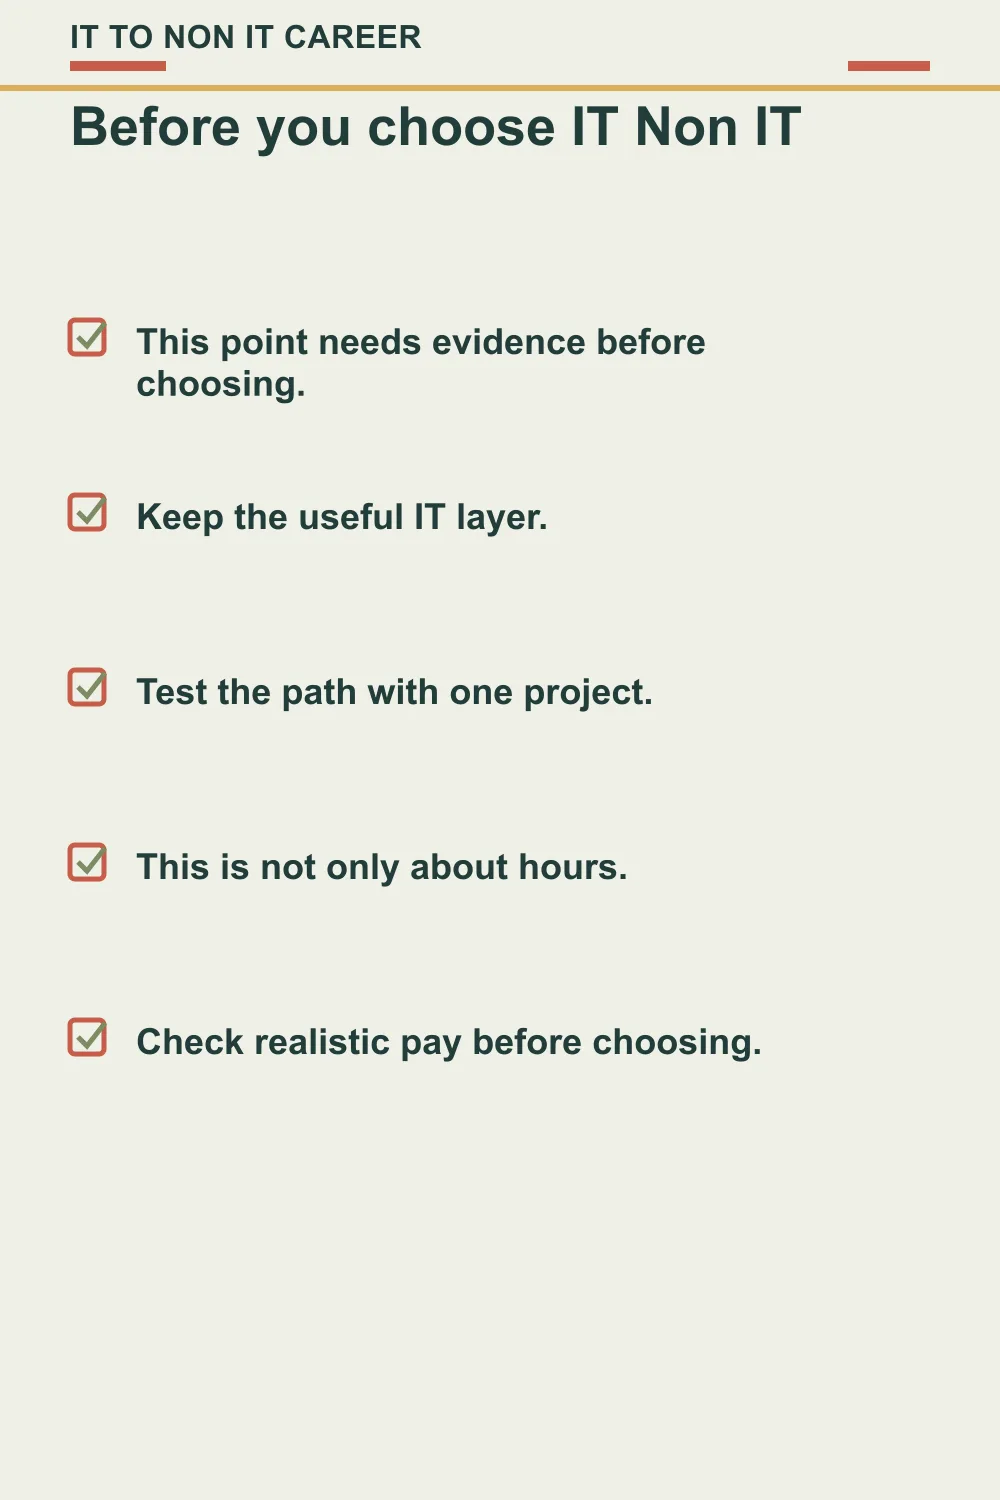 IT TO NON IT CAREER
Before you choose IT Non IT
This point needs evidence before
choosing.
Keep the useful IT layer.
Test the path with one project.
This is not only about hours.
Check realistic pay before choosing.